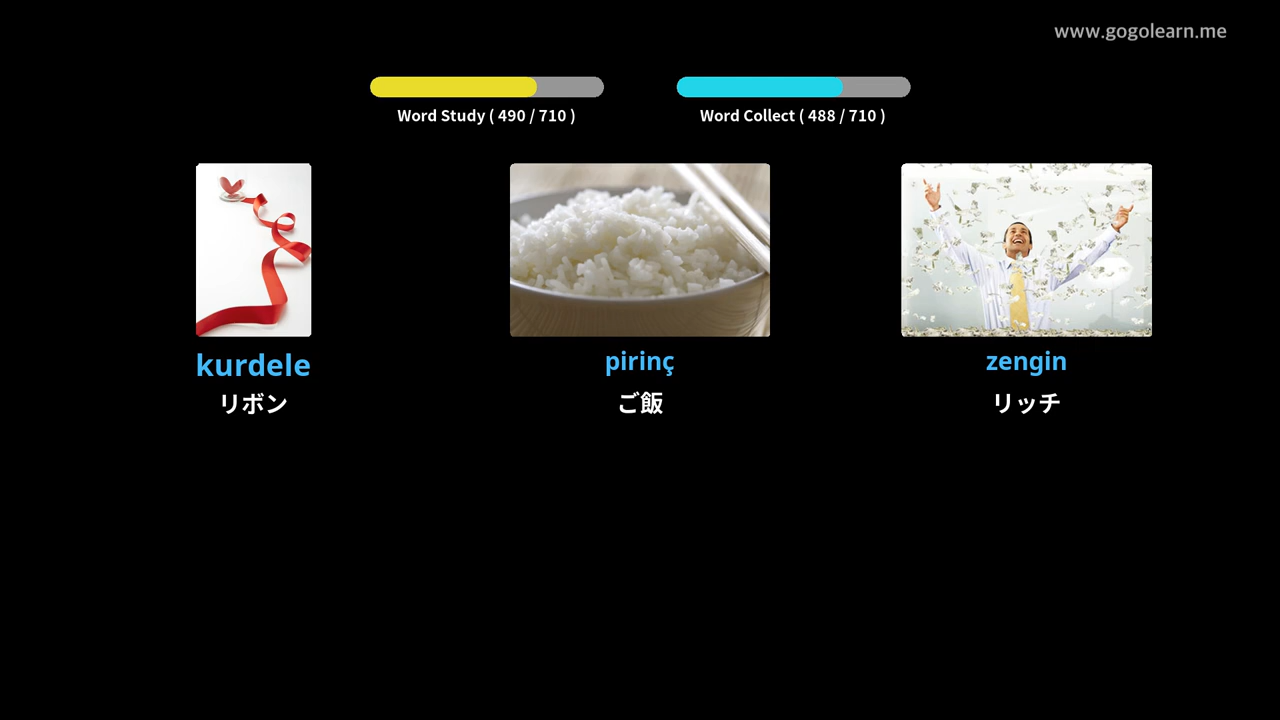 www.gogolearn.me
Word Study ( 490 / 710 )
Word Collect ( 488 / 710 )
kurdele
リボン
pirinç
ご飯
zengin
リッチ